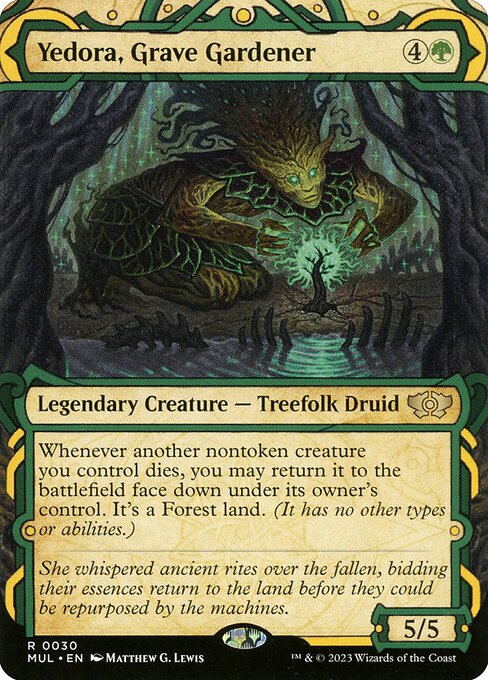 Yedora, Grave Gardener 4
Legendary Creature — Treefolk Druid
Whenever another nontoken creature
you control dies, you may return it to the
battlefield face down under its owner's
control. It's a Forest land. (It has no other types
or abilities.)
She whispered ancient rites over the fallen, bidding
their essences return to the land before they could
be repurposed by the machines.
5/5
R 0030
MUL • EN Matthew G. Lewis
™ & © 2023 Wizards of the Coast